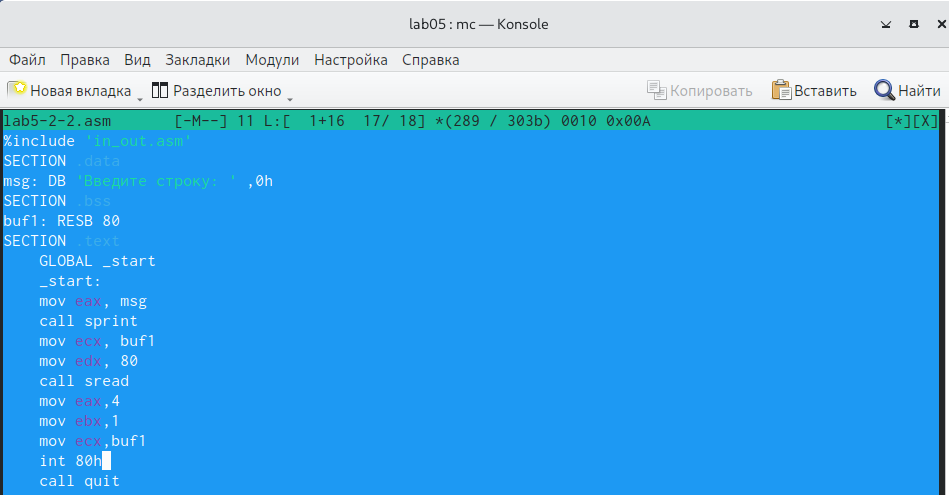 lab05 : mc — Konsole
Файл Правка Вид Закладки Модули Настройка Справка
Новая вкладка Разделить окно Копировать Вставить Найти
lab5-2-2.asm [-M--] 11 L:[ 1+16 17/ 18] *(289 / 303b) 0010 0x00A [*][X]
%include 'in_out.asm'
SECTION .data
msg: DB 'Введите строку: ' ,0h
SECTION .bss
buf1: RESB 80
SECTION .text
GLOBAL _start
_start:
mov eax, msg
call sprint
mov ecx, buf1
mov edx, 80
call sread
mov eax,4
mov ebx,1
mov ecx,buf1
int 80h
call quit